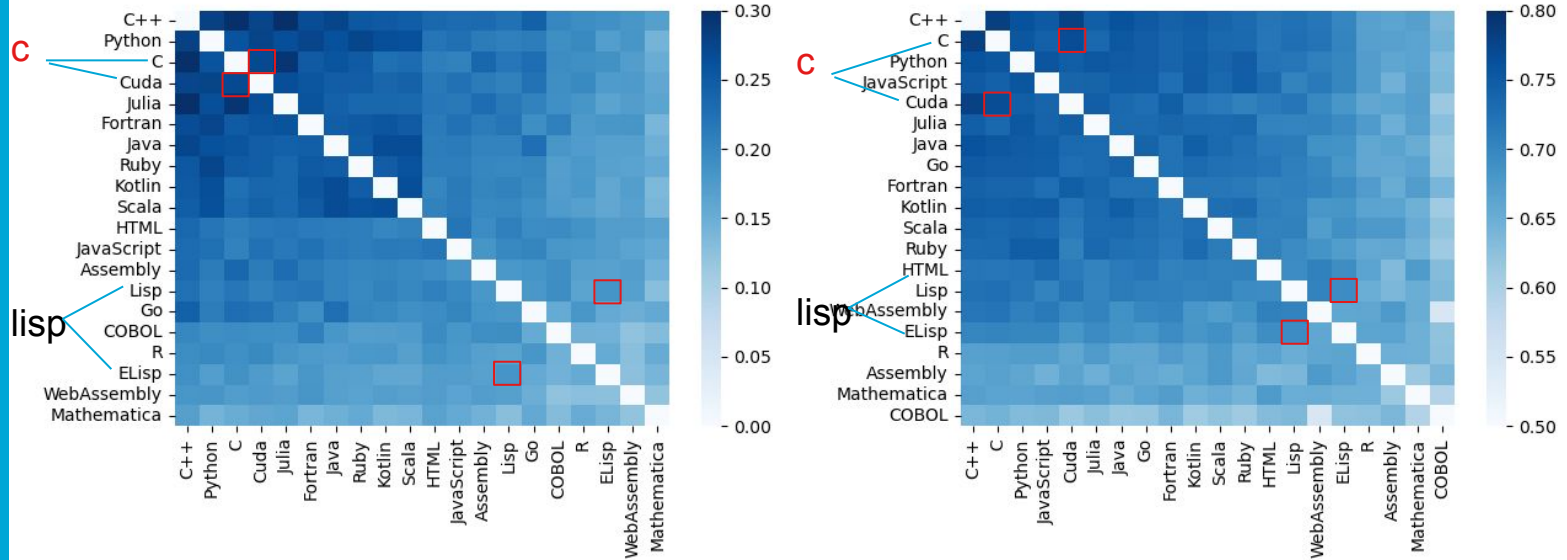 C++
Python
C
Cuda
Julia
Fortran
Java
Ruby
Kotlin
Scala
HTML
JavaScript
Assembly
Lisp
Go
COBOL
R
ELisp
WebAssembly
Mathematica
c
lisp
C++
Python
C
Cuda
Julia
Fortran
Java
Ruby
Kotlin
Scala
HTML
JavaScript
Assembly
Lisp
Go
COBOL
R
ELisp
WebAssembly
Mathematica
0.30
0.25
0.20
0.15
0.10
0.05
0.00
C++
C
Python
JavaScript
Cuda
Julia
Java
Go
Fortran
Kotlin
Scala
Ruby
HTML
Lisp
WebAssembly
ELisp
R
Assembly
Mathematica
COBOL
c
lisp
C++
C
Python
JavaScript
Cuda
Julia
Java
Go
Fortran
Kotlin
Scala
Ruby
HTML
Lisp
WebAssembly
ELisp
R
Assembly
Mathematica
COBOL
0.80
0.75
0.70
0.65
0.60
0.55
0.50